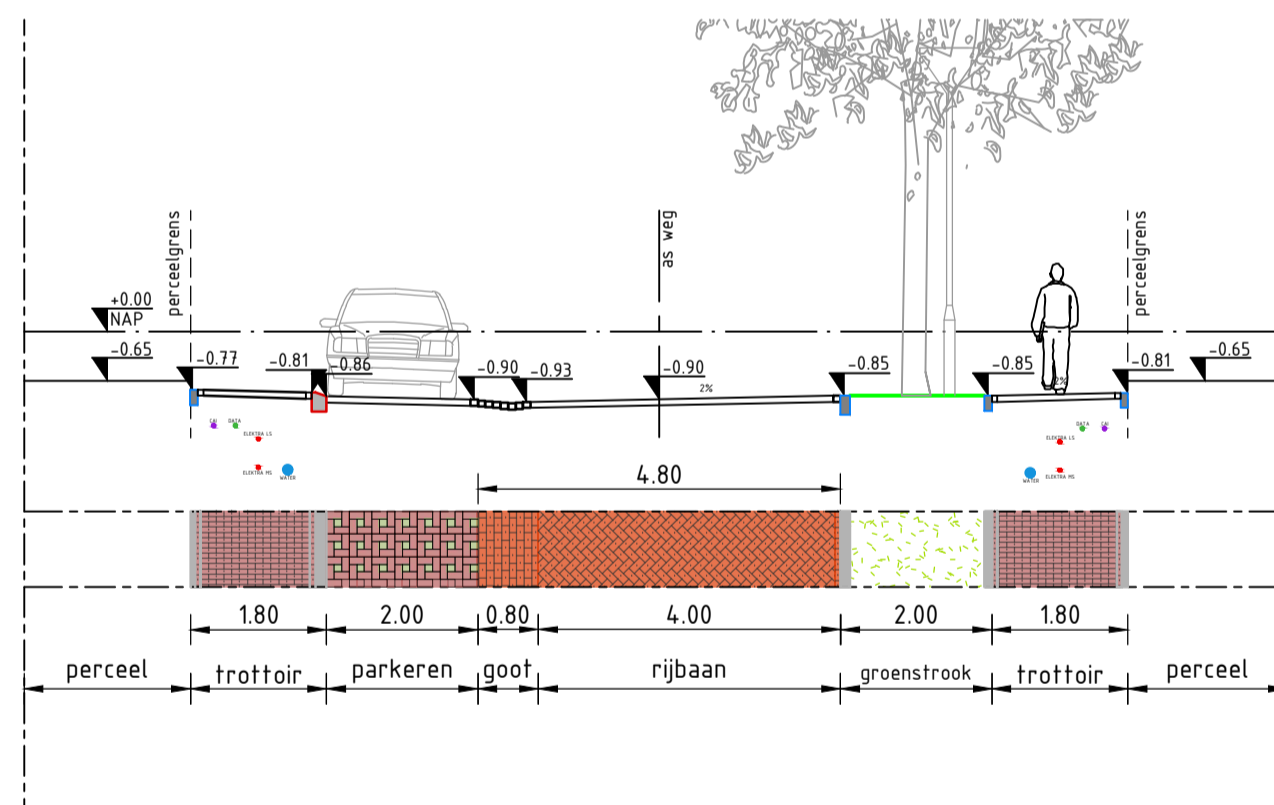 perceelgrens
as weg
perceelgrens
+0.00
NAP
-0.65
-0.77
-0.81
-0.86
-0.90
-0.93
-0.90
2%
-0.85
-0.85
2%
-0.81
-0.65
CAI
DATA
ELEKTRA LS
ELEKTRA MS
WATER
DATA
CAI
ELEKTRA LS
ELEKTRA MS
WATER
4.80
1.80 2.00 0.80 4.00 2.00 1.80
perceel trottoir parkeren goot rijbaan groenstrook trottoir perceel